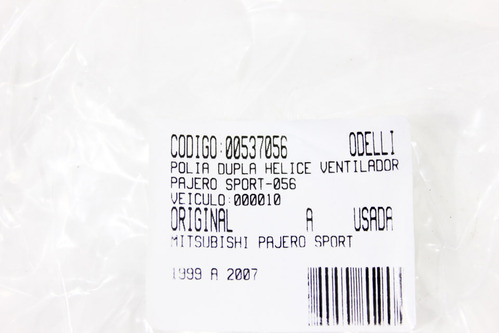 CODIGO:00537056 ODELLI
POLIA DUPLA HELICE VENTILADOR
PAJERO SPORT-056
VEICULO:000010
ORIGINAL A USADA
MITSUBISHI PAJERO SPORT
1999 A 2007